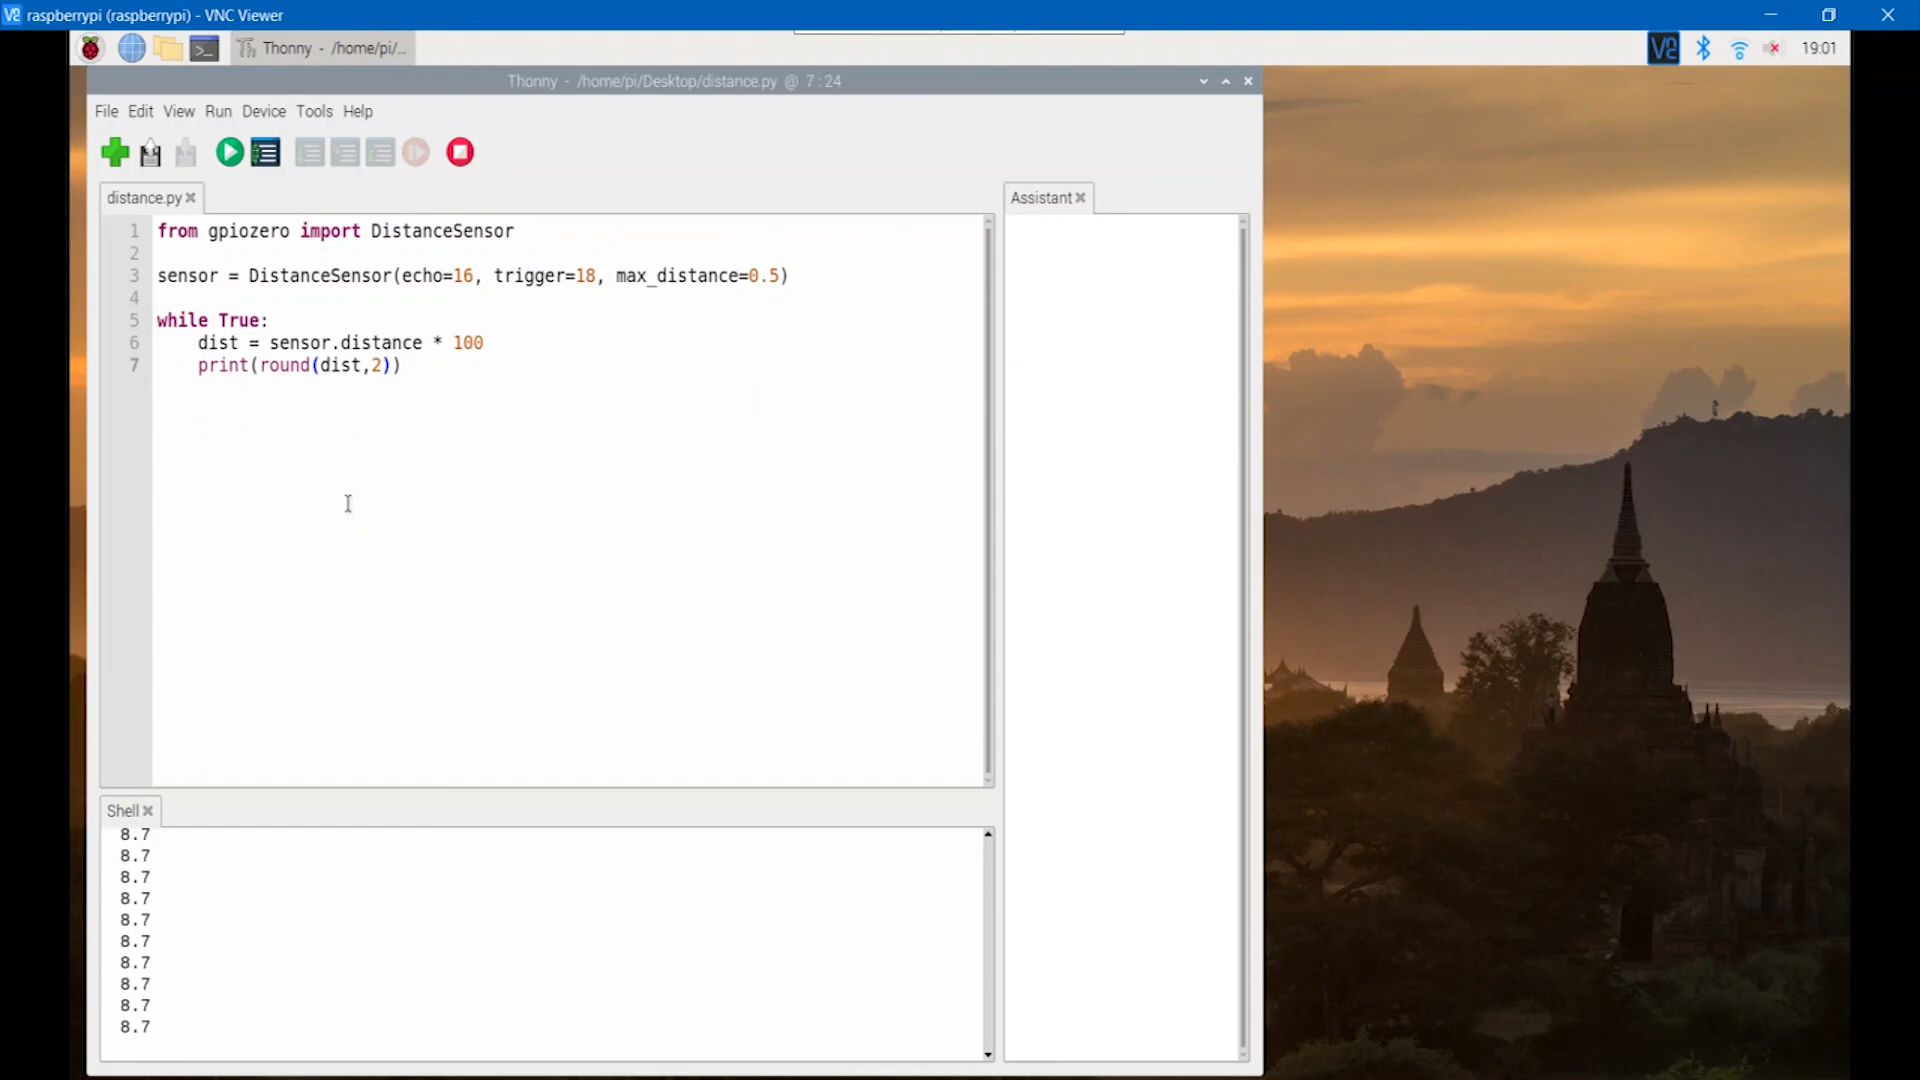 raspberrypi (raspberrypi) - VNC Viewer
Thonny - /home/pi/...
19:01
Thonny - /home/pi/Desktop/distance.py @ 7 : 24
File Edit View Run Device Tools Help
distance.py
1 from gpiozero import DistanceSensor
2
3 sensor = DistanceSensor(echo=16, trigger=18, max_distance=0.5)
4
5 while True:
6     dist = sensor.distance * 100
7     print(round(dist,2))
Assistant
Shell
8.7
8.7
8.7
8.7
8.7
8.7
8.7
8.7
8.7
8.7